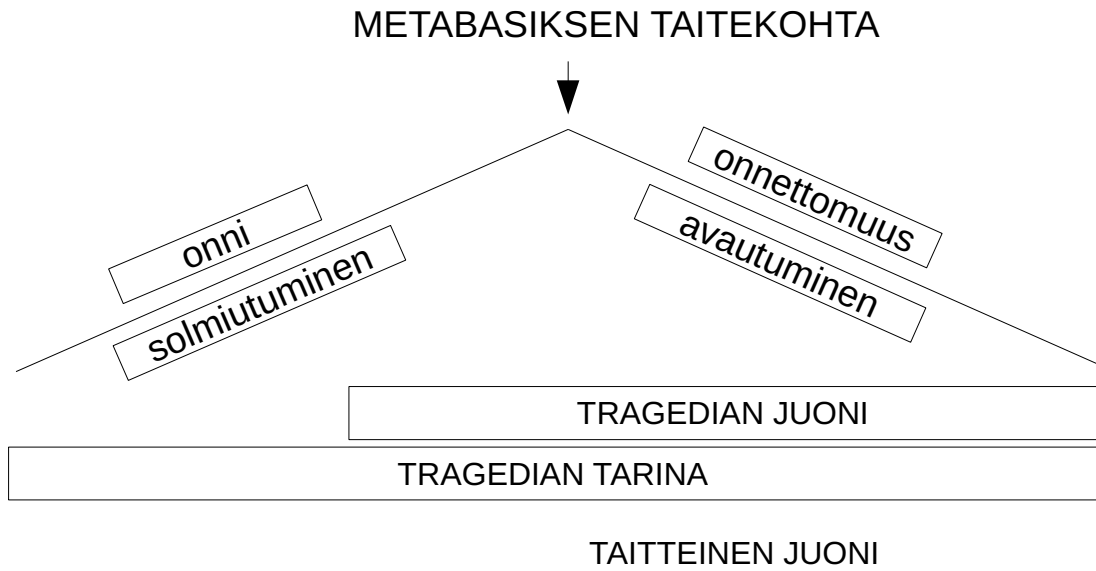 METABASIKSEN TAITEKOHTA
onni
solmiutuminen
onnettomuus
avautuminen
TRAGEDIAN JUONI
TRAGEDIAN TARINA
TAITTEINEN JUONI